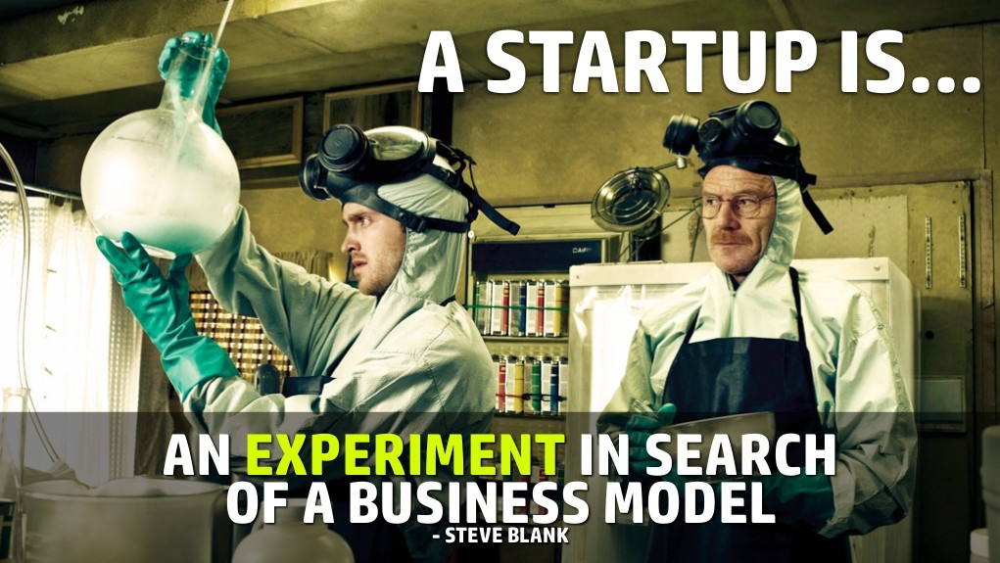 A STARTUP IS...
AN EXPERIMENT IN SEARCH
OF A BUSINESS MODEL
- STEVE BLANK